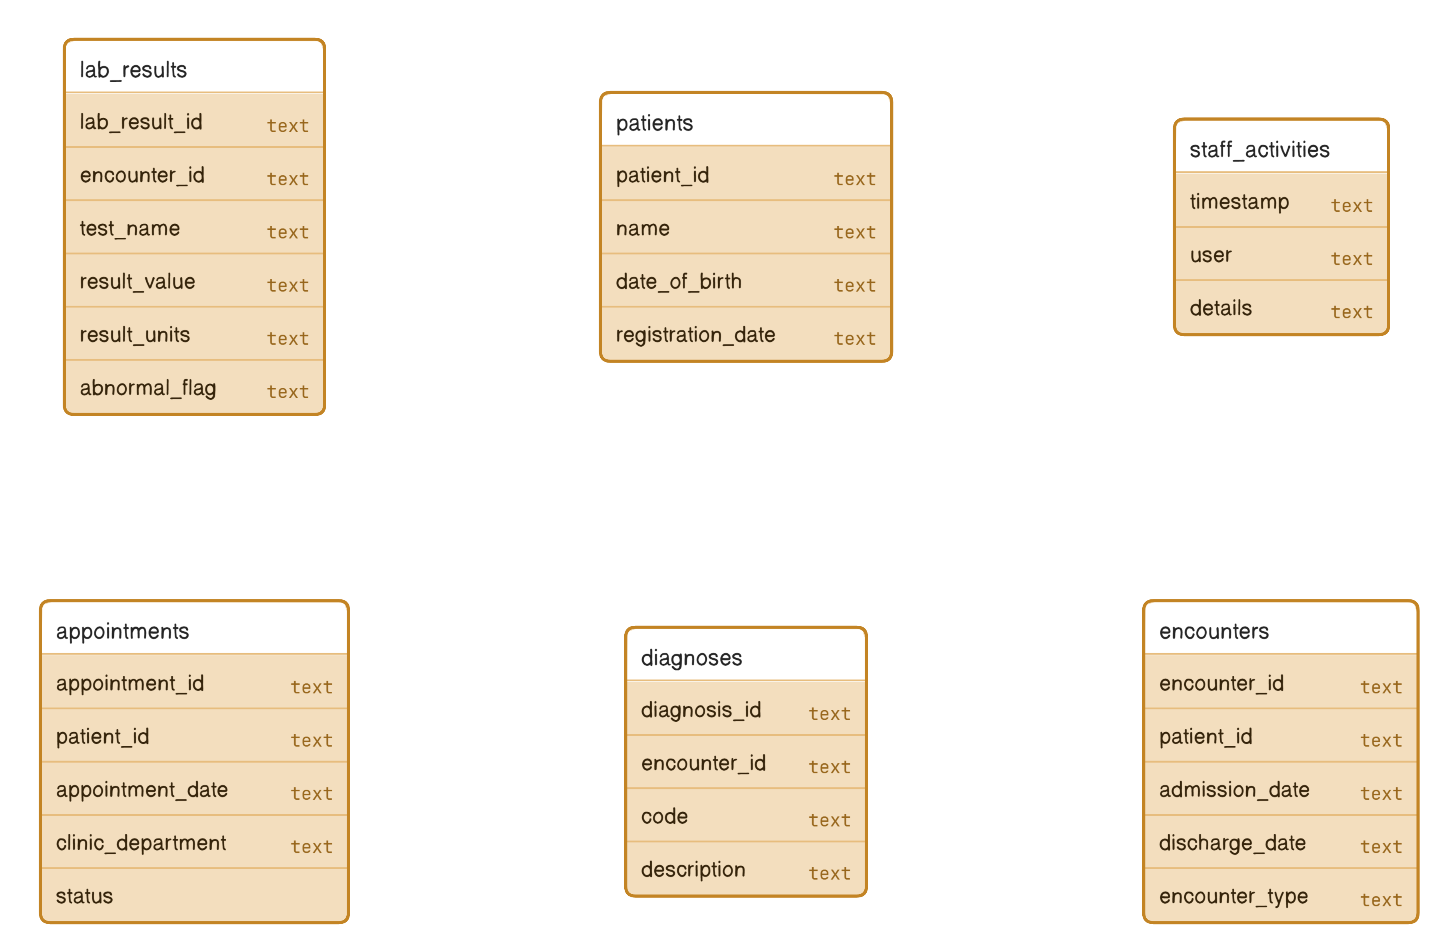 lab_results
lab_result_id text
encounter_id text
test_name text
result_value text
result_units text
abnormal_flag text
patients
patient_id text
name text
date_of_birth text
registration_date text
staff_activities
timestamp text
user text
details text
appointments
appointment_id text
patient_id text
appointment_date text
clinic_department text
status
diagnoses
diagnosis_id text
encounter_id text
code text
description text
encounters
encounter_id text
patient_id text
admission_date text
discharge_date text
encounter_type text